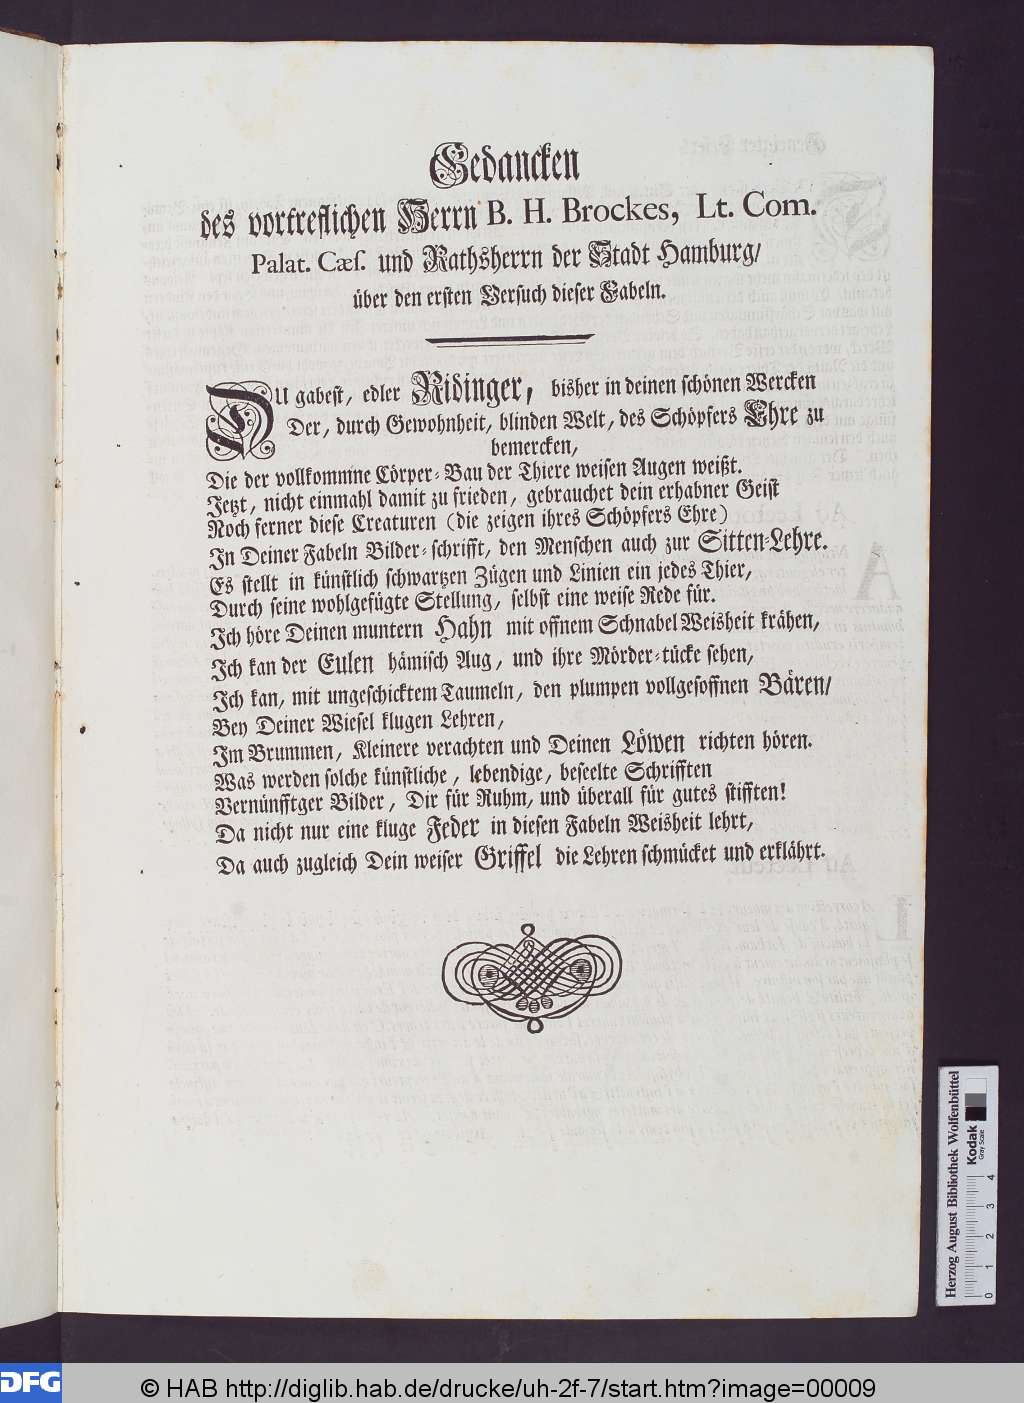 Gedancken
des vortreflichen Herrn B. H. Brockes, Lt. Com.
Palat. Cæſ. und Rathsherrn der Stadt Hamburg/
über den ersten Versuch dieser Fabeln.
DU gabest, edler Ridinger, bisher in deinen schönen Wercken
Der, durch Gewohnheit, blinden Welt, des Schöpfers Ehre zu
bemercken,
Die der vollkommne Cörper-Bau der Thiere weisen Augen weißt.
Jetzt, nicht einmahl damit zu frieden, gebrauchet dein erhabner Geist
Noch ferner diese Creaturen (die zeigen ihres Schöpfers Ehre)
In Deiner Fabeln Bilder-schrifft, den Menschen auch zur Sitten-Lehre.
Es stellt in künstlich schwartzen Zügen und Linien ein jedes Thier,
Durch seine wohlgefügte Stellung, selbst eine weise Rede für.
Ich höre Deinen muntern Hahn mit offnem Schnabel Weisheit krähen,
Ich kan der Eulen hämisch Aug, und ihre Mörder-tücke sehen,
Ich kan, mit ungeschicktem Taumeln, den plumpen vollgesoffnen Bären/
Bey Deiner Wiesel klugen Lehren,
Im Brummen, Kleinere verachten und Deinen Löwen richten hören.
Was werden solche künstliche, lebendige, beseelte Schrifften
Vernünfftger Bilder, Dir für Ruhm, und überall für gutes stifften!
Da nicht nur eine kluge Feder in diesen Fabeln Weisheit lehrt,
Da auch zugleich Dein weiser Griffel die Lehren schmücket und erklährt.
Herzog August Bibliothek Wolfenbüttel
Kodak
Gray Scale
0 1 2 3 4
DFG
© HAB http://diglib.hab.de/drucke/uh-2f-7/start.htm?image=00009